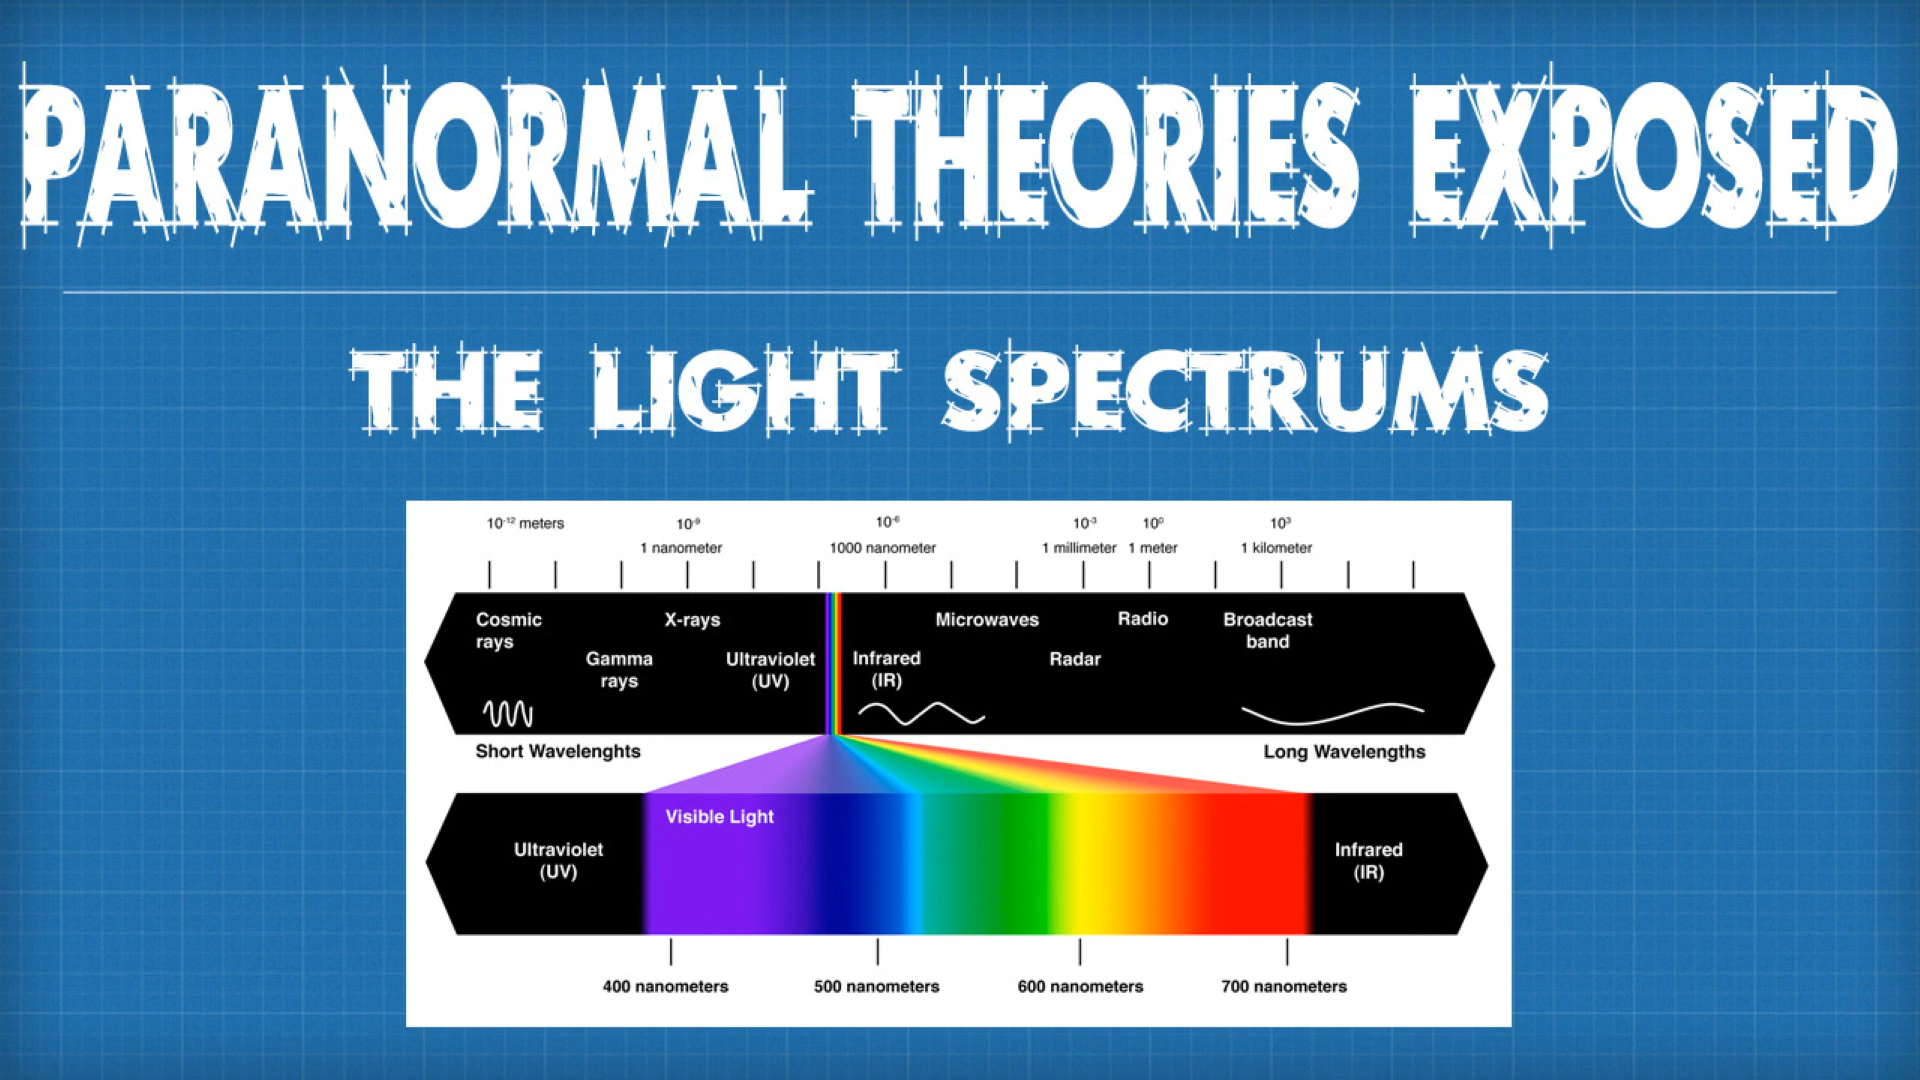 PARANORMAL THEORIES EXPOSED
THE LIGHT SPECTRUMS
10⁻¹² meters 10⁻⁹ 10⁻⁶ 10⁻³ 10⁰ 10³
1 nanometer 1000 nanometer 1 millimeter 1 meter 1 kilometer
Cosmic X-rays Microwaves Radio Broadcast
rays band
Gamma Ultraviolet Infrared Radar
rays (UV) (IR)
Short Wavelenghts Long Wavelengths
Visible Light
Ultraviolet Infrared
(UV) (IR)
400 nanometers 500 nanometers 600 nanometers 700 nanometers